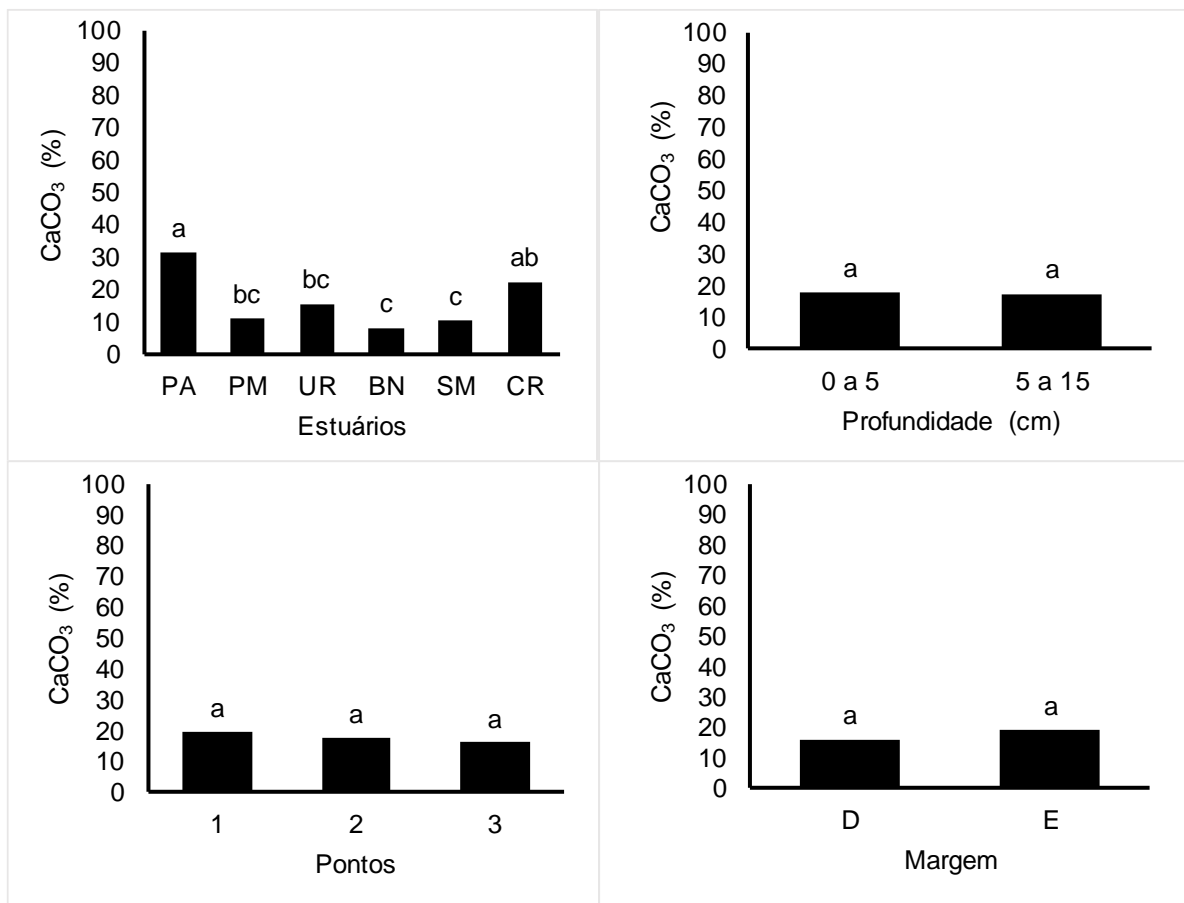 CaCO₃ (%)
100
90
80
70
60
50
40
30
20
10
0
a
bc
bc
c
c
ab
PA PM UR BN SM CR
Estuários
CaCO₃ (%)
100
90
80
70
60
50
40
30
20
10
0
a a
0 a 5 5 a 15
Profundidade (cm)
CaCO₃ (%)
100
90
80
70
60
50
40
30
20
10
0
a a a
1 2 3
Pontos
CaCO₃ (%)
100
90
80
70
60
50
40
30
20
10
0
a a
D E
Margem